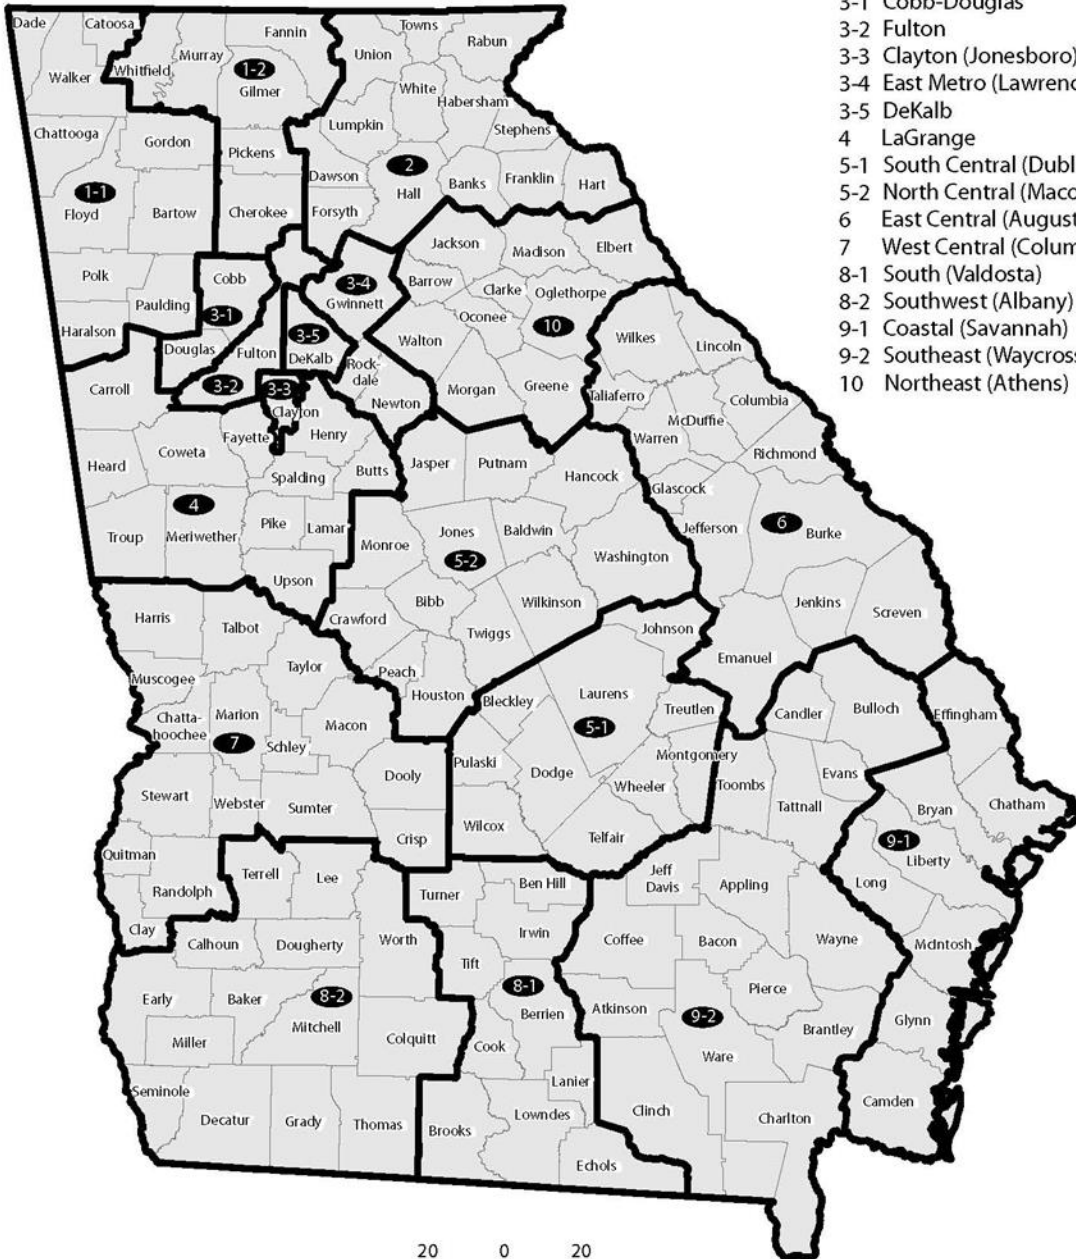 3-1 Cobb-Douglas
3-2 Fulton
3-3 Clayton (Jonesboro)
3-4 East Metro (Lawrenc
3-5 DeKalb
4 LaGrange
5-1 South Central (Dubl
5-2 North Central (Maco
6 East Central (August
7 West Central (Colum
8-1 South (Valdosta)
8-2 Southwest (Albany)
9-1 Coastal (Savannah)
9-2 Southeast (Waycross
10 Northeast (Athens)
Dade
Catoosa
Fannin
Towns
Union
Rabun
Murray
Whitfield
Walker
1-2
Gilmer
White
Habersham
Lumpkin
Stephens
Chattooga
Gordon
Pickens
2
Dawson
Hall
Banks
Franklin
Hart
1-1
Floyd
Bartow
Cherokee
Forsyth
Jackson
Madison
Elbert
Polk
Cobb
3-4
Gwinnett
Barrow
Clarke
Oglethorpe
Paulding
3-1
Oconee
10
Haralson
Douglas
Fulton
3-5
DeKalb
Rock-
dale
Walton
Wilkes
Lincoln
Carroll
3-2
3-3
Newton
Morgan
Greene
Taliaferro
Columbia
Clayton
McDuffie
Fayette
Henry
Warren
Richmond
Heard
Coweta
Spalding
Butts
Jasper
Putnam
Hancock
Glascock
4
Troup
Meriwether
Pike
Lamar
Monroe
Jones
Baldwin
Jefferson
6
Burke
5-2
Washington
Upson
Bibb
Wilkinson
Jenkins
Screven
Harris
Talbot
Crawford
Twiggs
Johnson
Emanuel
Taylor
Peach
Muscogee
Houston
Bleckley
Laurens
Treutlen
Chatta-
hoochee
Marion
Macon
Candler
Bulloch
Effingham
7
Schley
5-1
Pulaski
Montgomery
Dooly
Dodge
Wheeler
Toombs
Evans
Stewart
Webster
Sumter
Tattnall
Bryan
Chatham
Wilcox
Telfair
Crisp
9-1
Liberty
Quitman
Terrell
Lee
Jeff
Davis
Appling
Long
Randolph
Turner
Ben Hill
Clay
Calhoun
Dougherty
Worth
Irwin
Coffee
Bacon
Wayne
McIntosh
Tift
8-1
Early
Baker
8-2
Mitchell
Berrien
Atkinson
9-2
Pierce
Brantley
Glynn
Miller
Colquitt
Cook
Ware
Seminole
Lanier
Camden
Decatur
Grady
Thomas
Brooks
Lowndes
Clinch
Charlton
Echols
20 0 20